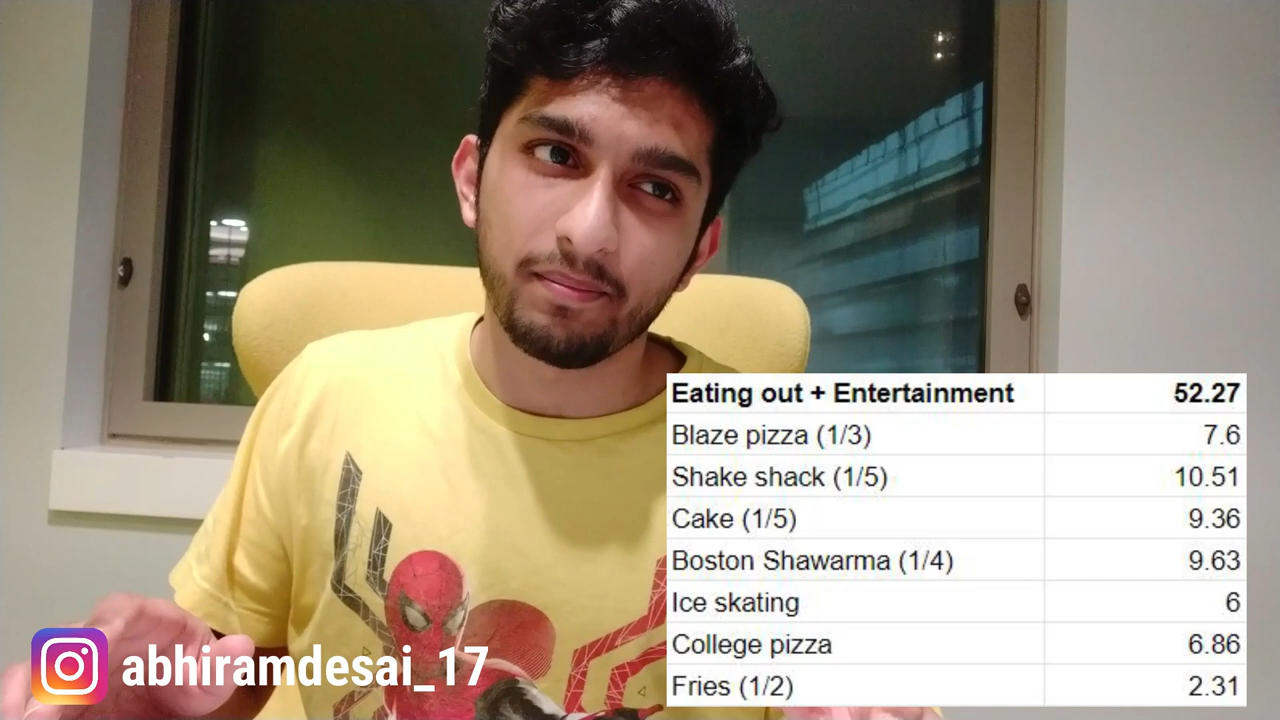 Eating out + Entertainment 52.27
Blaze pizza (1/3) 7.6
Shake shack (1/5) 10.51
Cake (1/5) 9.36
Boston Shawarma (1/4) 9.63
Ice skating 6
College pizza 6.86
Fries (1/2) 2.31
abhiramdesai_17